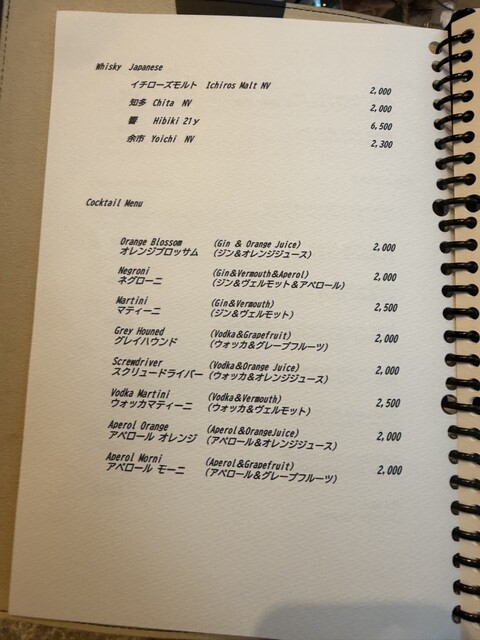 Whisky Japanese
イチローズモルト Ichiros Malt NV 2,000
知多 Chita NV 2,000
響 Hibiki 21y 6,500
余市 Yoichi NV 2,300
Cocktail Menu
Orange Blossom (Gin & Orange Juice)
オレンジブロッサム (ジン&オレンジジュース) 2,000
Negroni (Gin&Vermouth&Aperol)
ネグローニ (ジン&ヴェルモット&アペロール) 2,000
Martini (Gin&Vermouth)
マティーニ (ジン&ヴェルモット) 2,500
Grey Houned (Vodka&Grapefruit)
グレイハウンド (ウォッカ&グレープフルーツ) 2,000
Screwdriver (Vodka&Orange Juice)
スクリュードライバー (ウォッカ&オレンジジュース) 2,000
Vodka Martini (Vodka&Vermouth)
ウォッカマティーニ (ウォッカ&ヴェルモット) 2,500
Aperol Orange (Aperol&OrangeJuice)
アペロール オレンジ (アペロール&オレンジジュース) 2,000
Aperol Morni (Aperol&Grapefruit)
アペロール モーニ (アペロール&グレープフルーツ) 2,000